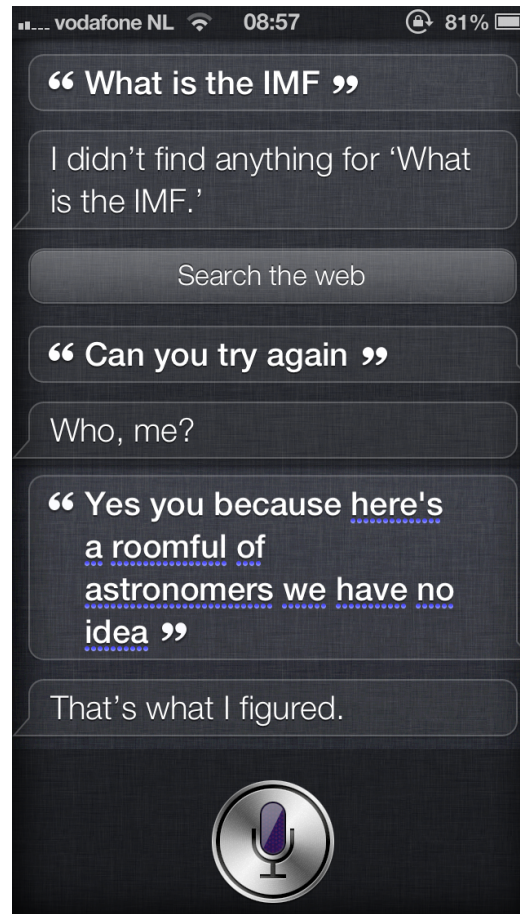 vodafone NL 08:57 81%
“ What is the IMF ”
I didn’t find anything for ‘What
is the IMF.’
Search the web
“ Can you try again ”
Who, me?
“ Yes you because here's
a roomful of
astronomers we have no
idea ”
That’s what I figured.